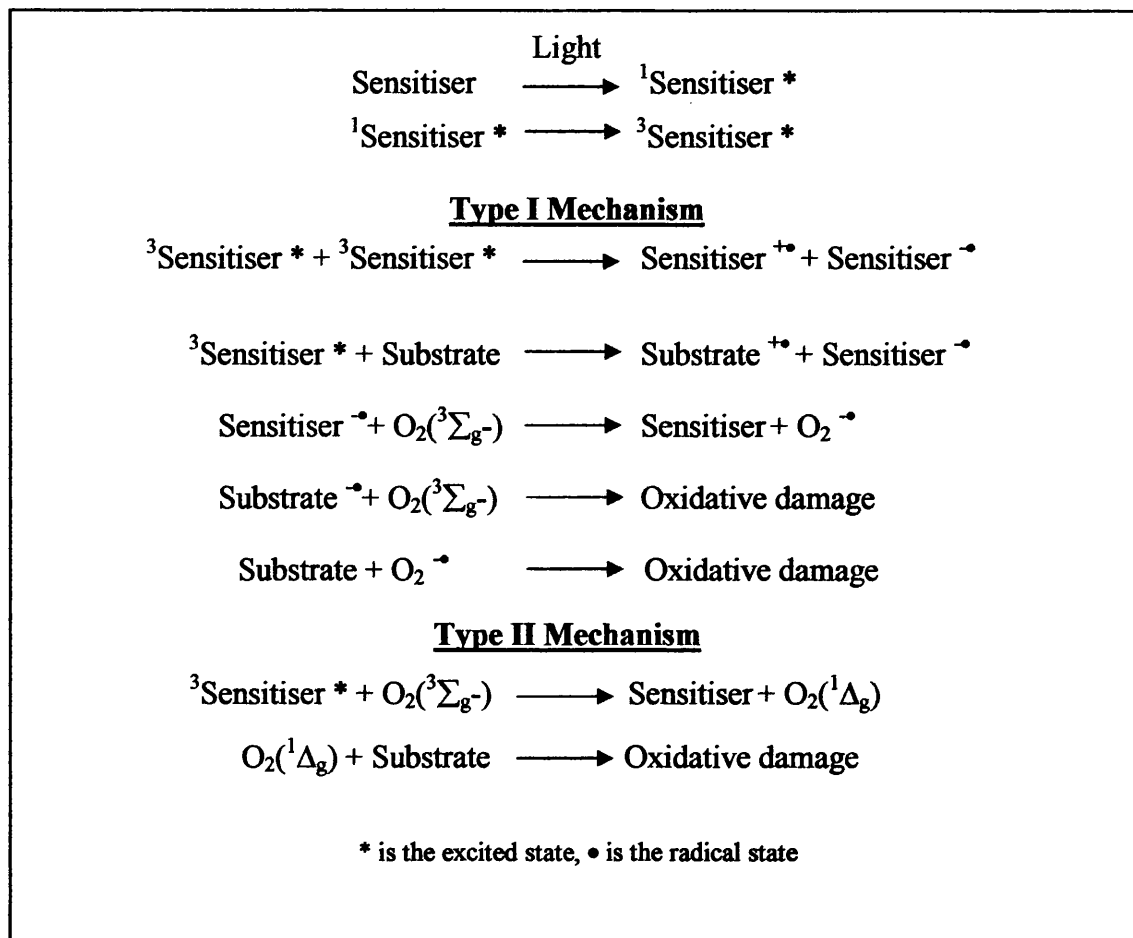 Light
Sensitiser ⟶ ¹Sensitiser *
¹Sensitiser * ⟶ ³Sensitiser *
Type I Mechanism
³Sensitiser * + ³Sensitiser * ⟶ Sensitiser ⁺• + Sensitiser ⁻•
³Sensitiser * + Substrate ⟶ Substrate ⁺• + Sensitiser ⁻•
Sensitiser ⁻• + O₂(³Σg-) ⟶ Sensitiser + O₂ ⁻•
Substrate ⁻• + O₂(³Σg-) ⟶ Oxidative damage
Substrate + O₂ ⁻• ⟶ Oxidative damage
Type II Mechanism
³Sensitiser * + O₂(³Σg-) ⟶ Sensitiser + O₂(¹Δg)
O₂(¹Δg) + Substrate ⟶ Oxidative damage
* is the excited state, • is the radical state